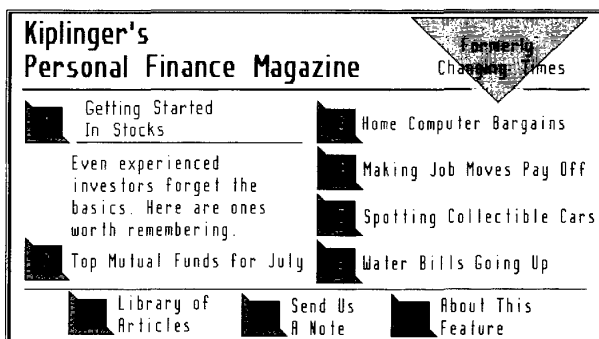 Kiplinger's
Personal Finance Magazine
Formerly
Changing Times
Getting Started
In Stocks
Even experienced
investors forget the
basics. Here are ones
worth remembering.
Top Mutual Funds for July
Home Computer Bargains
Making Job Moves Pay Off
Spotting Collectible Cars
Water Bills Going Up
Library of
Articles
Send Us
A Note
About This
Feature